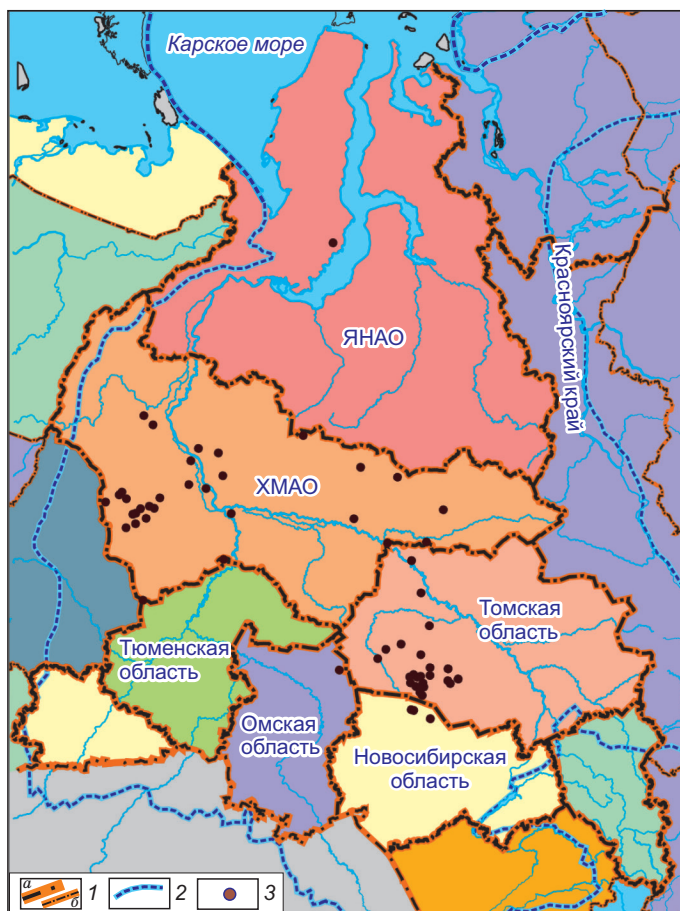 Карское море
Красноярский край
ЯНАО
ХМАО
Томская
область
Тюменская
область
Омская
область
Новосибирская
область
а б 1 2 3